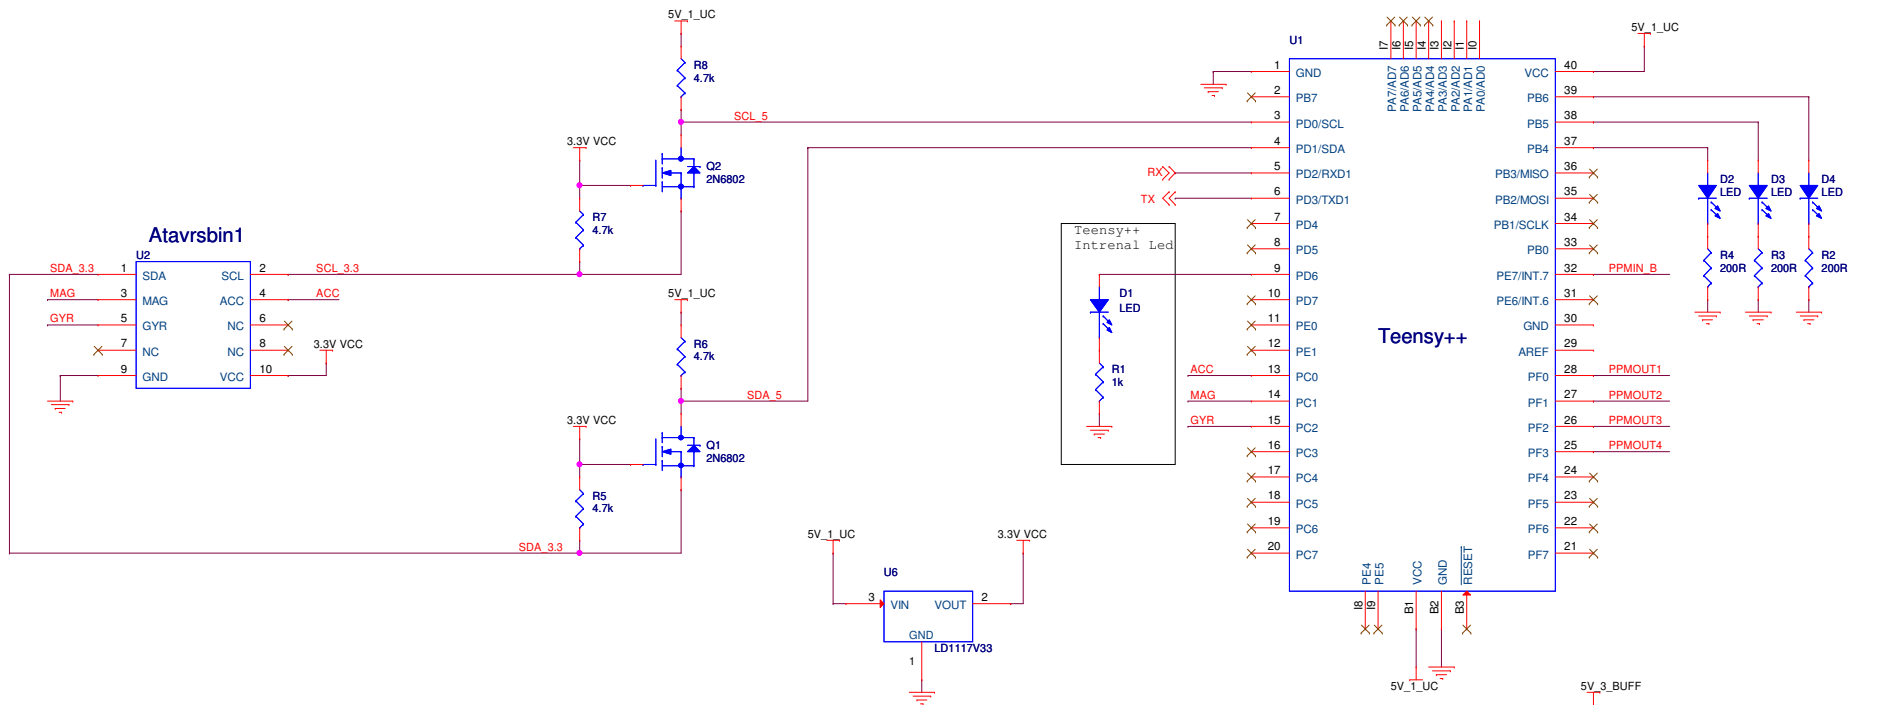 5V_1_UC
R8
4.7k
SCL_5
3.3V VCC
Q2
2N6802
R7
4.7k
Atavrsbin1
U2
SDA_3.3
1
SDA
SCL
2
SCL_3.3
MAG
3
MAG
ACC
4
ACC
GYR
5
GYR
NC
6
7
NC
NC
8
3.3V VCC
9
GND
VCC
10
5V_1_UC
R6
4.7k
SDA_5
3.3V VCC
Q1
2N6802
R5
4.7k
SDA_3.3
5V_1_UC
3.3V VCC
U6
3
VIN
VOUT
2
GND
LD1117V33
1
RX
TX
Teensy++
Intrenal Led
D1
LED
R1
1k
ACC
MAG
GYR
U1
I7
I6
I5
I4
I3
I2
I1
I0
PA7/AD7
PA6/AD6
PA5/AD5
PA4/AD4
PA3/AD3
PA2/AD2
PA1/AD1
PA0/AD0
1
GND
2
PB7
3
PD0/SCL
4
PD1/SDA
5
PD2/RXD1
6
PD3/TXD1
7
PD4
8
PD5
9
PD6
10
PD7
11
PE0
12
PE1
13
PC0
14
PC1
15
PC2
16
PC3
17
PC4
18
PC5
19
PC6
20
PC7
Teensy++
VCC
40
PB6
39
PB5
38
PB4
37
PB3/MISO
36
PB2/MOSI
35
PB1/SCLK
34
PB0
33
PE7/INT.7
32
PPMIN_B
PE6/INT.6
31
GND
30
AREF
29
PF0
28
PPMOUT1
PF1
27
PPMOUT2
PF2
26
PPMOUT3
PF3
25
PPMOUT4
PF4
24
PF5
23
PF6
22
PF7
21
PE4
PE5
VCC
GND
RESET
I8
I9
B1
B2
B3
5V_1_UC
5V_1_UC
D2
LED
D3
LED
D4
LED
R4
200R
R3
200R
R2
200R
5V_3_BUFF